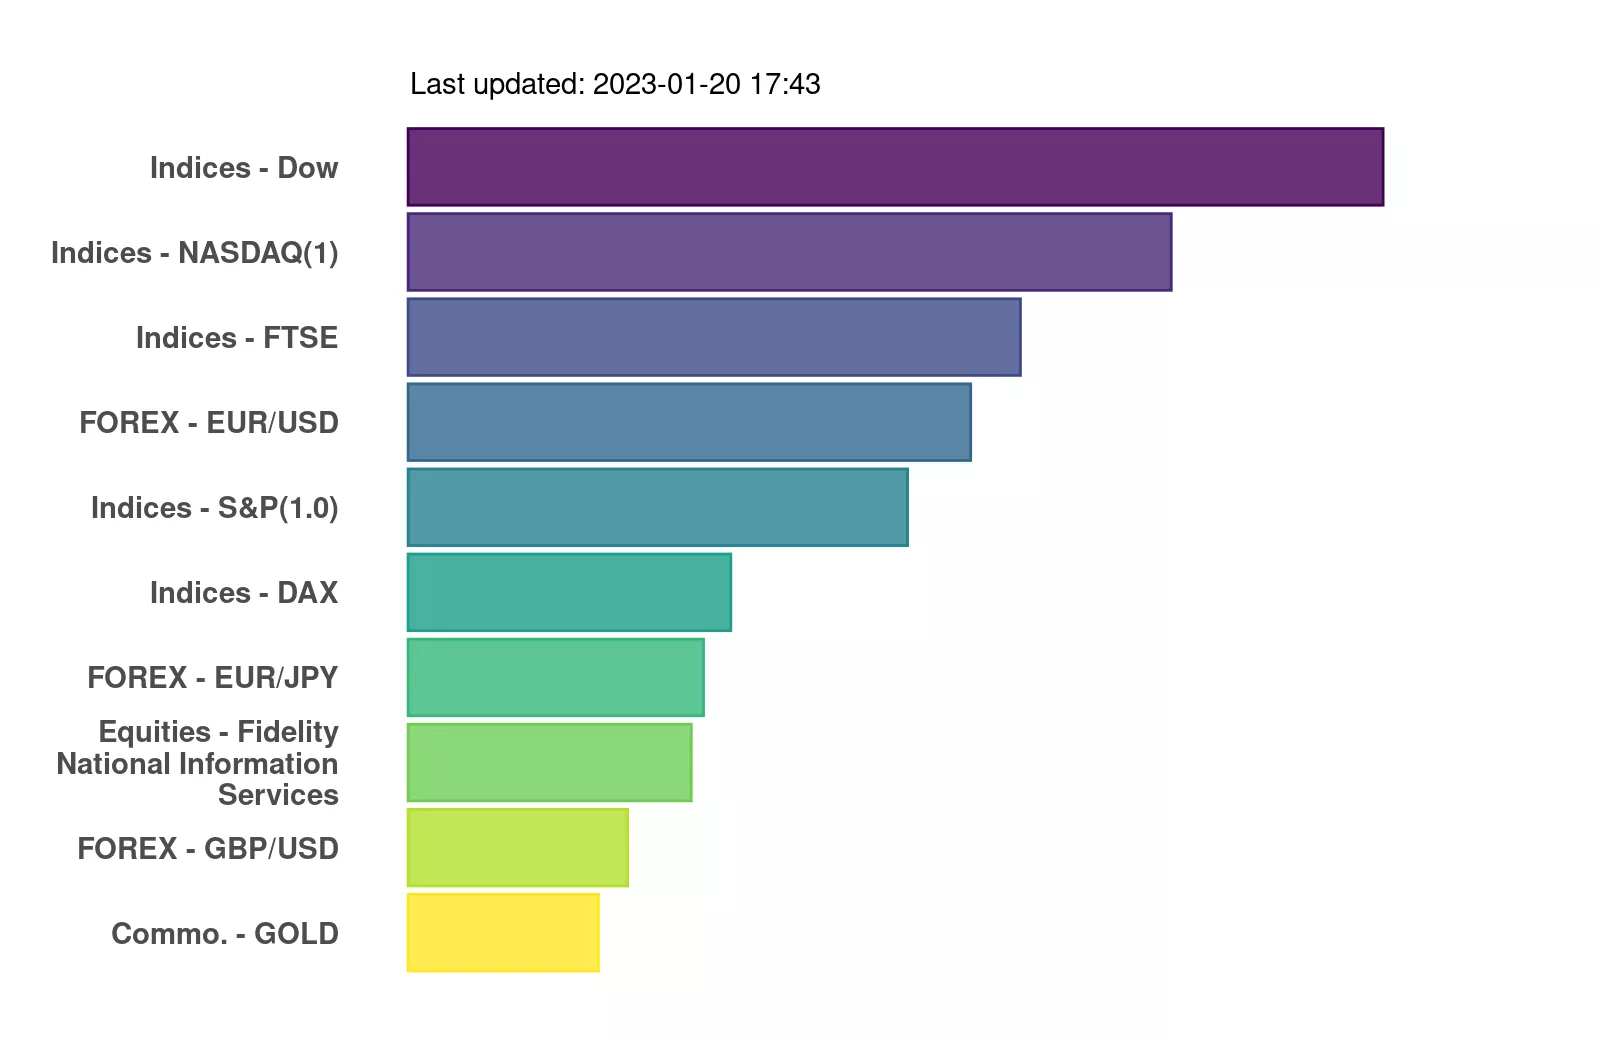 Last updated: 2023-01-20 17:43
Indices - Dow
Indices - NASDAQ(1)
Indices - FTSE
FOREX - EUR/USD
Indices - S&P(1.0)
Indices - DAX
FOREX - EUR/JPY
Equities - Fidelity
National Information
Services
FOREX - GBP/USD
Commo. - GOLD